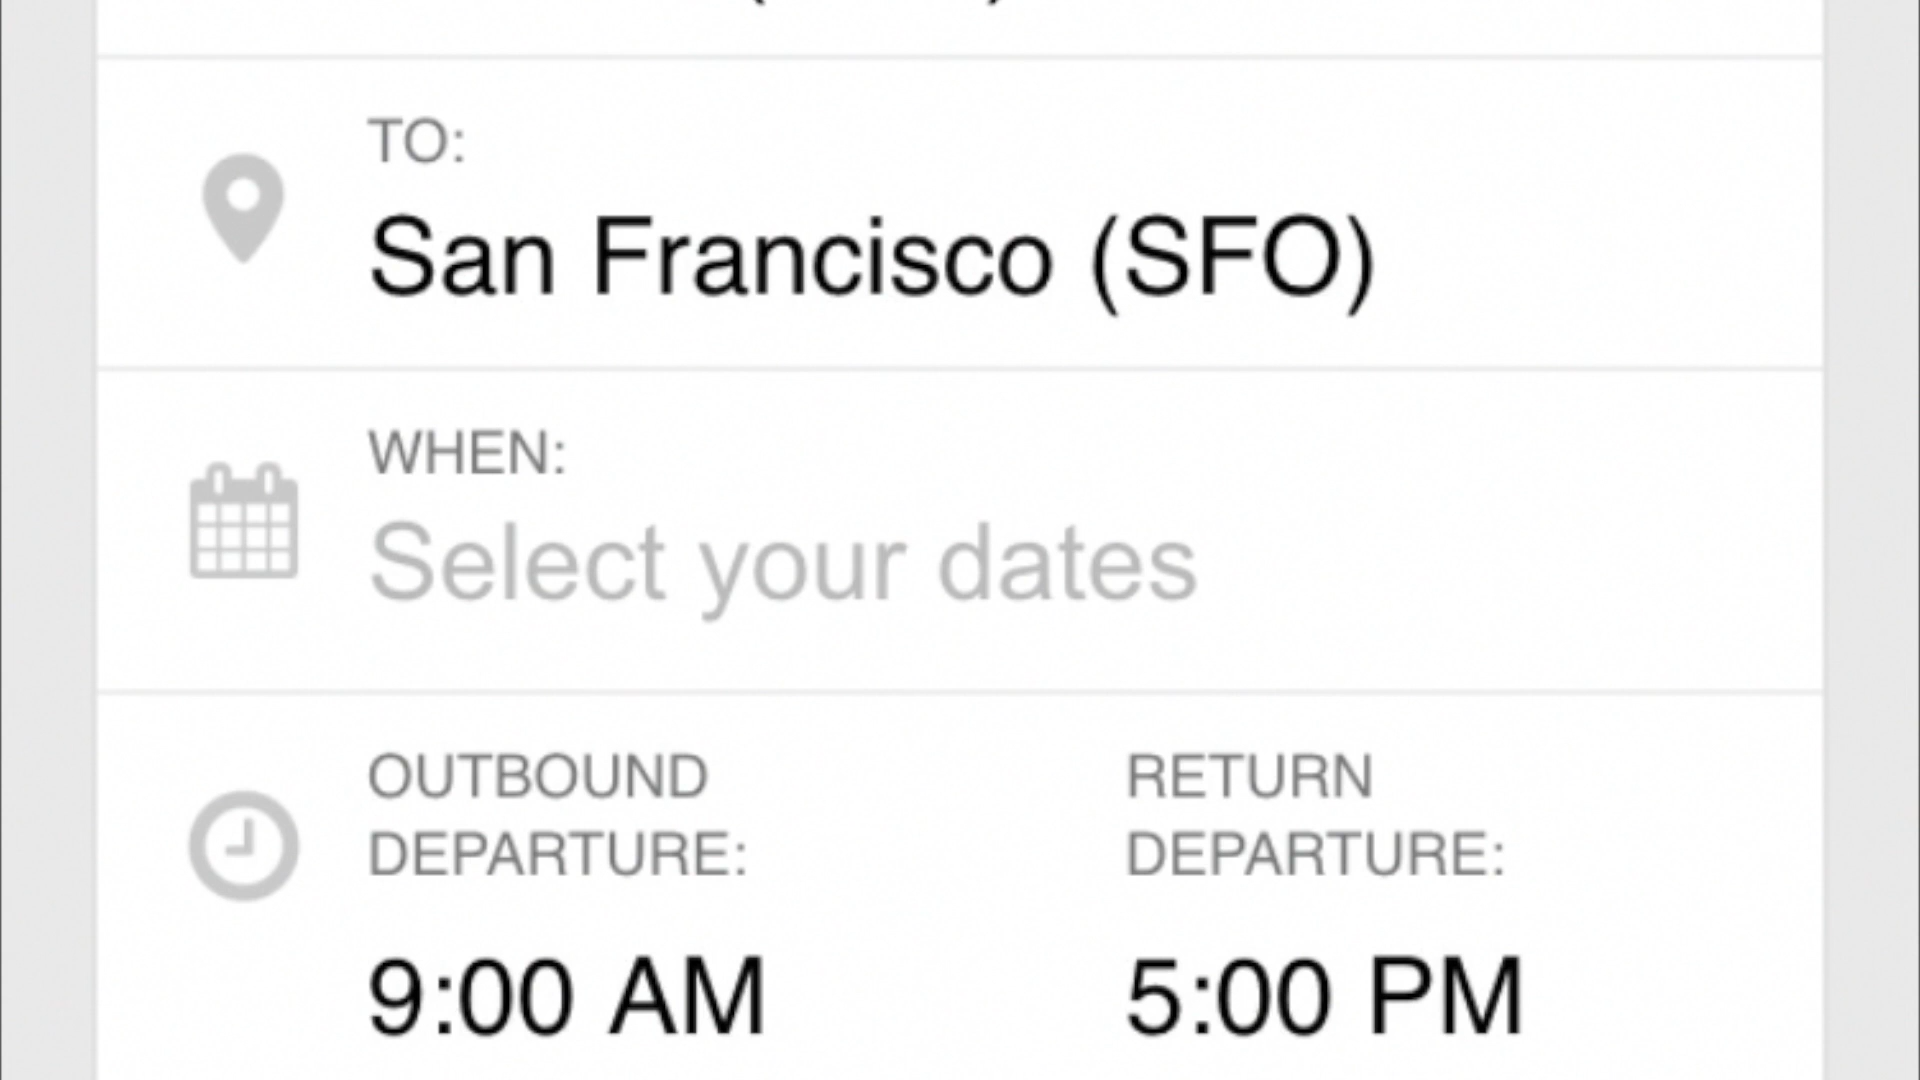 TO:
San Francisco (SFO)
WHEN:
Select your dates
OUTBOUND
DEPARTURE:
RETURN
DEPARTURE:
9:00 AM
5:00 PM